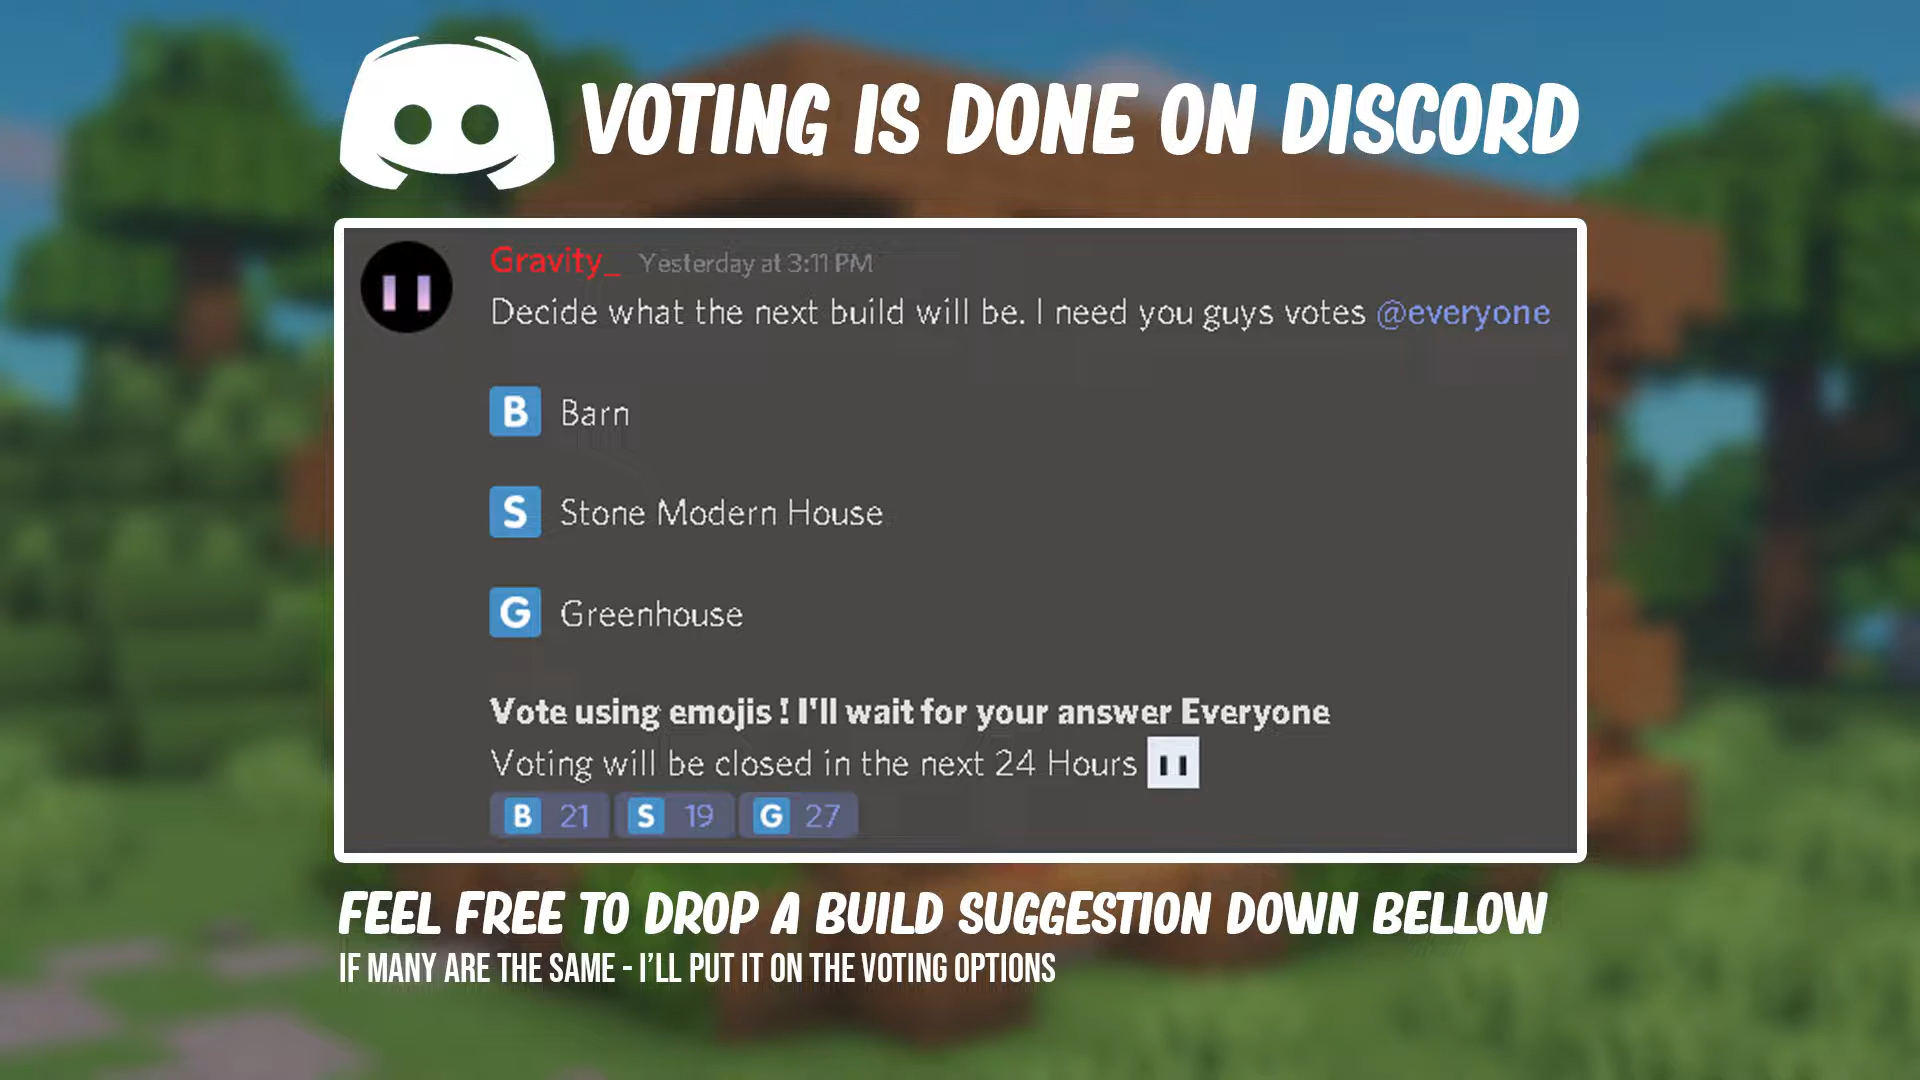 VOTING IS DONE ON DISCORD
Gravity_ Yesterday at 3:11 PM
Decide what the next build will be. I need you guys votes @everyone
B Barn
S Stone Modern House
G Greenhouse
Vote using emojis ! I'll wait for your answer Everyone
Voting will be closed in the next 24 Hours
B 21 S 19 G 27
FEEL FREE TO DROP A BUILD SUGGESTION DOWN BELLOW
IF MANY ARE THE SAME - I'LL PUT IT ON THE VOTING OPTIONS